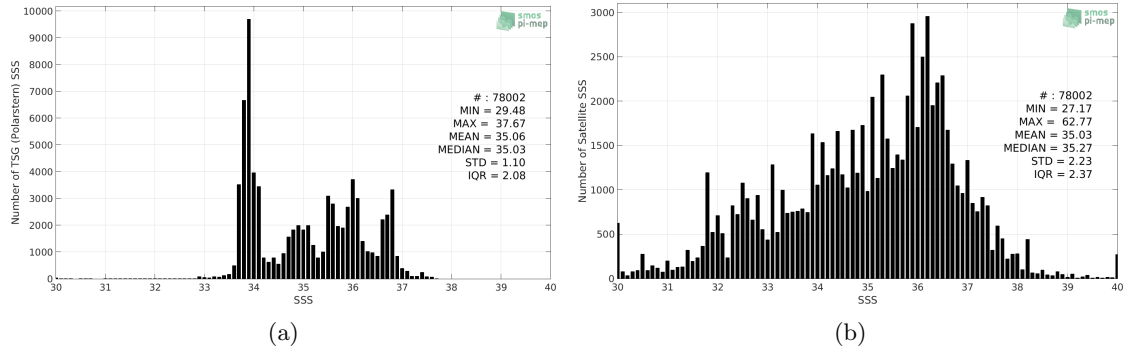 10000
9000
8000
7000
6000
5000
4000
3000
2000
1000
0
30 31 32 33 34 35 36 37 38 39 40
SSS
Number of TSG (Polarstern) SSS
smos
pi-mep
# : 78002
MIN = 29.48
MAX = 37.67
MEAN = 35.06
MEDIAN = 35.03
STD = 1.10
IQR = 2.08
(a)
3000
2500
2000
1500
1000
500
0
30 31 32 33 34 35 36 37 38 39 40
SSS
Number of Satellite SSS
smos
pi-mep
# : 78002
MIN = 27.17
MAX = 62.77
MEAN = 35.03
MEDIAN = 35.27
STD = 2.23
IQR = 2.37
(b)